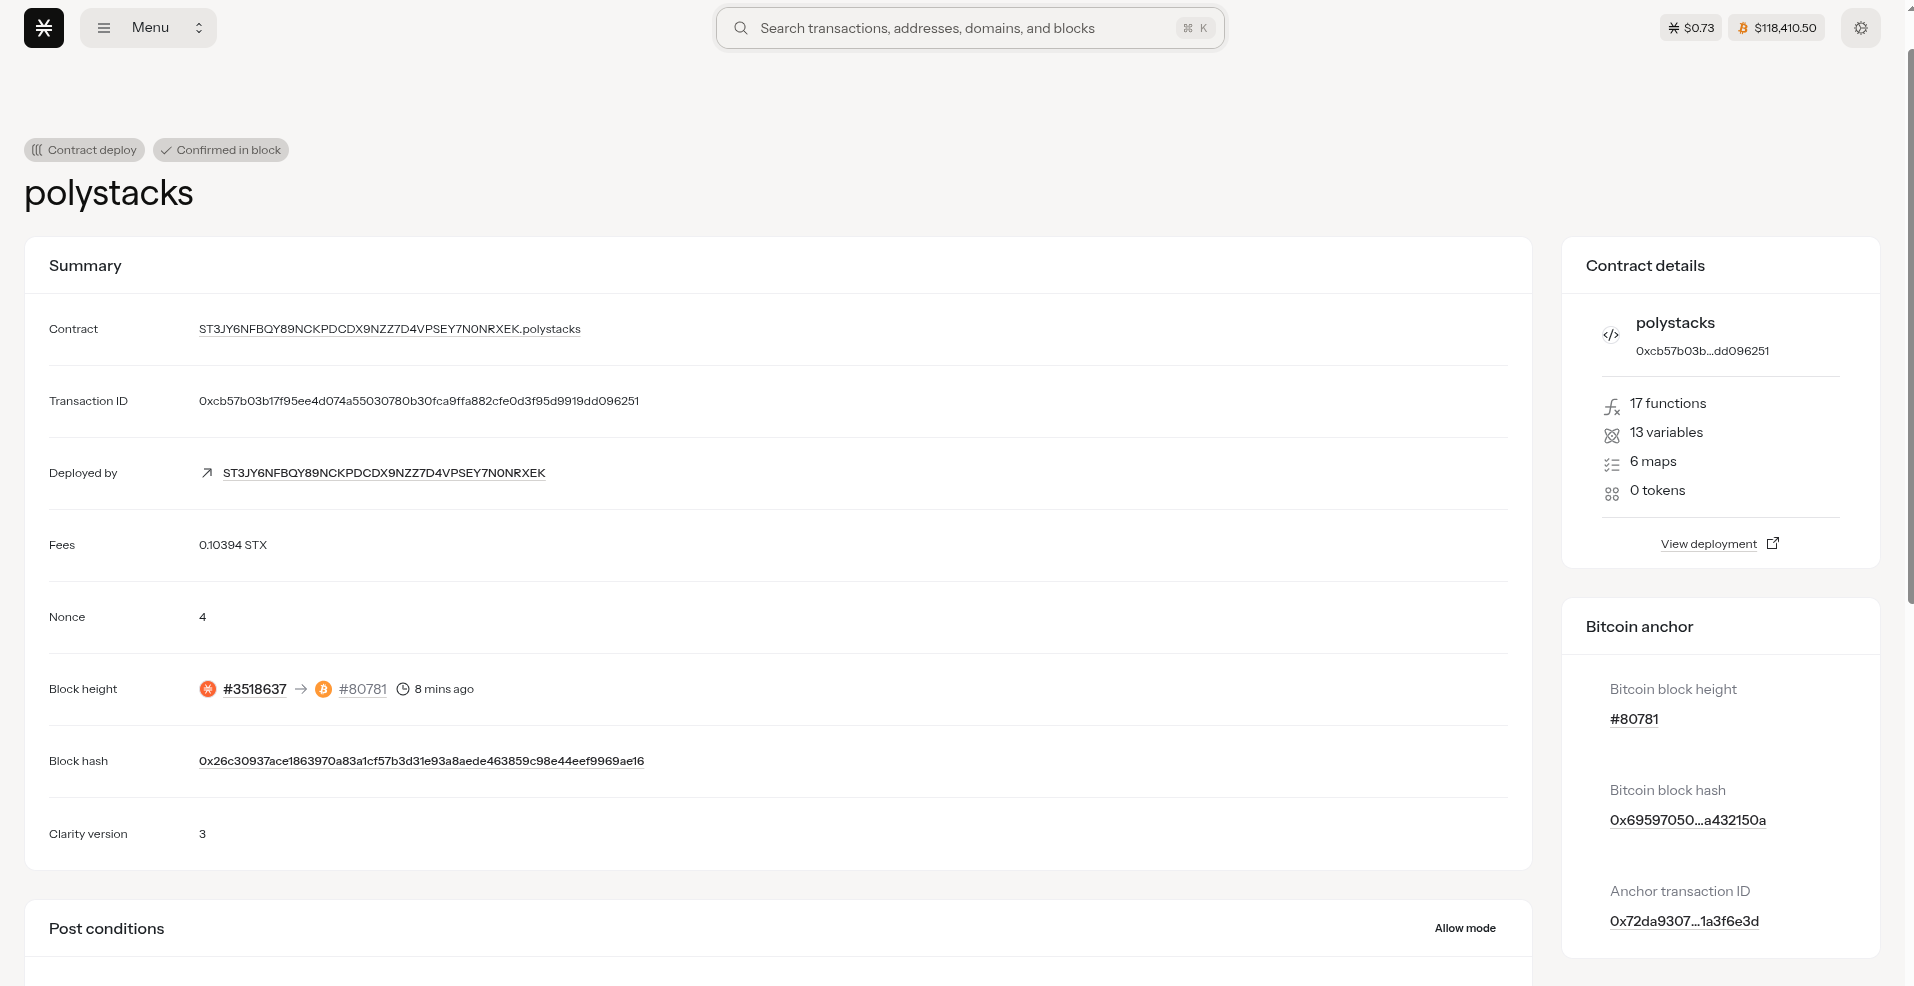 Menu
Search transactions, addresses, domains, and blocks
⌘ K
$0.73
$118,410.50
Contract deploy
Confirmed in block
polystacks
Summary
Contract
ST3JY6NFBQY89NCKPDCDX9NZZ7D4VPSEY7N0NRXEK.polystacks
Transaction ID
0xcb57b03b17f95ee4d074a55030780b30fca9ffa882cfe0d3f95d9919dd096251
Deployed by
ST3JY6NFBQY89NCKPDCDX9NZZ7D4VPSEY7N0NRXEK
Fees
0.10394 STX
Nonce
4
Block height
#3518637
#80781
8 mins ago
Block hash
0x26c30937ace1863970a83a1cf57b3d31e93a8aede463859c98e44eef9969ae16
Clarity version
3
Post conditions
Allow mode
Contract details
polystacks
0xcb57b03b...dd096251
17 functions
13 variables
6 maps
0 tokens
View deployment
Bitcoin anchor
Bitcoin block height
#80781
Bitcoin block hash
0x69597050...a432150a
Anchor transaction ID
0x72da9307...1a3f6e3d